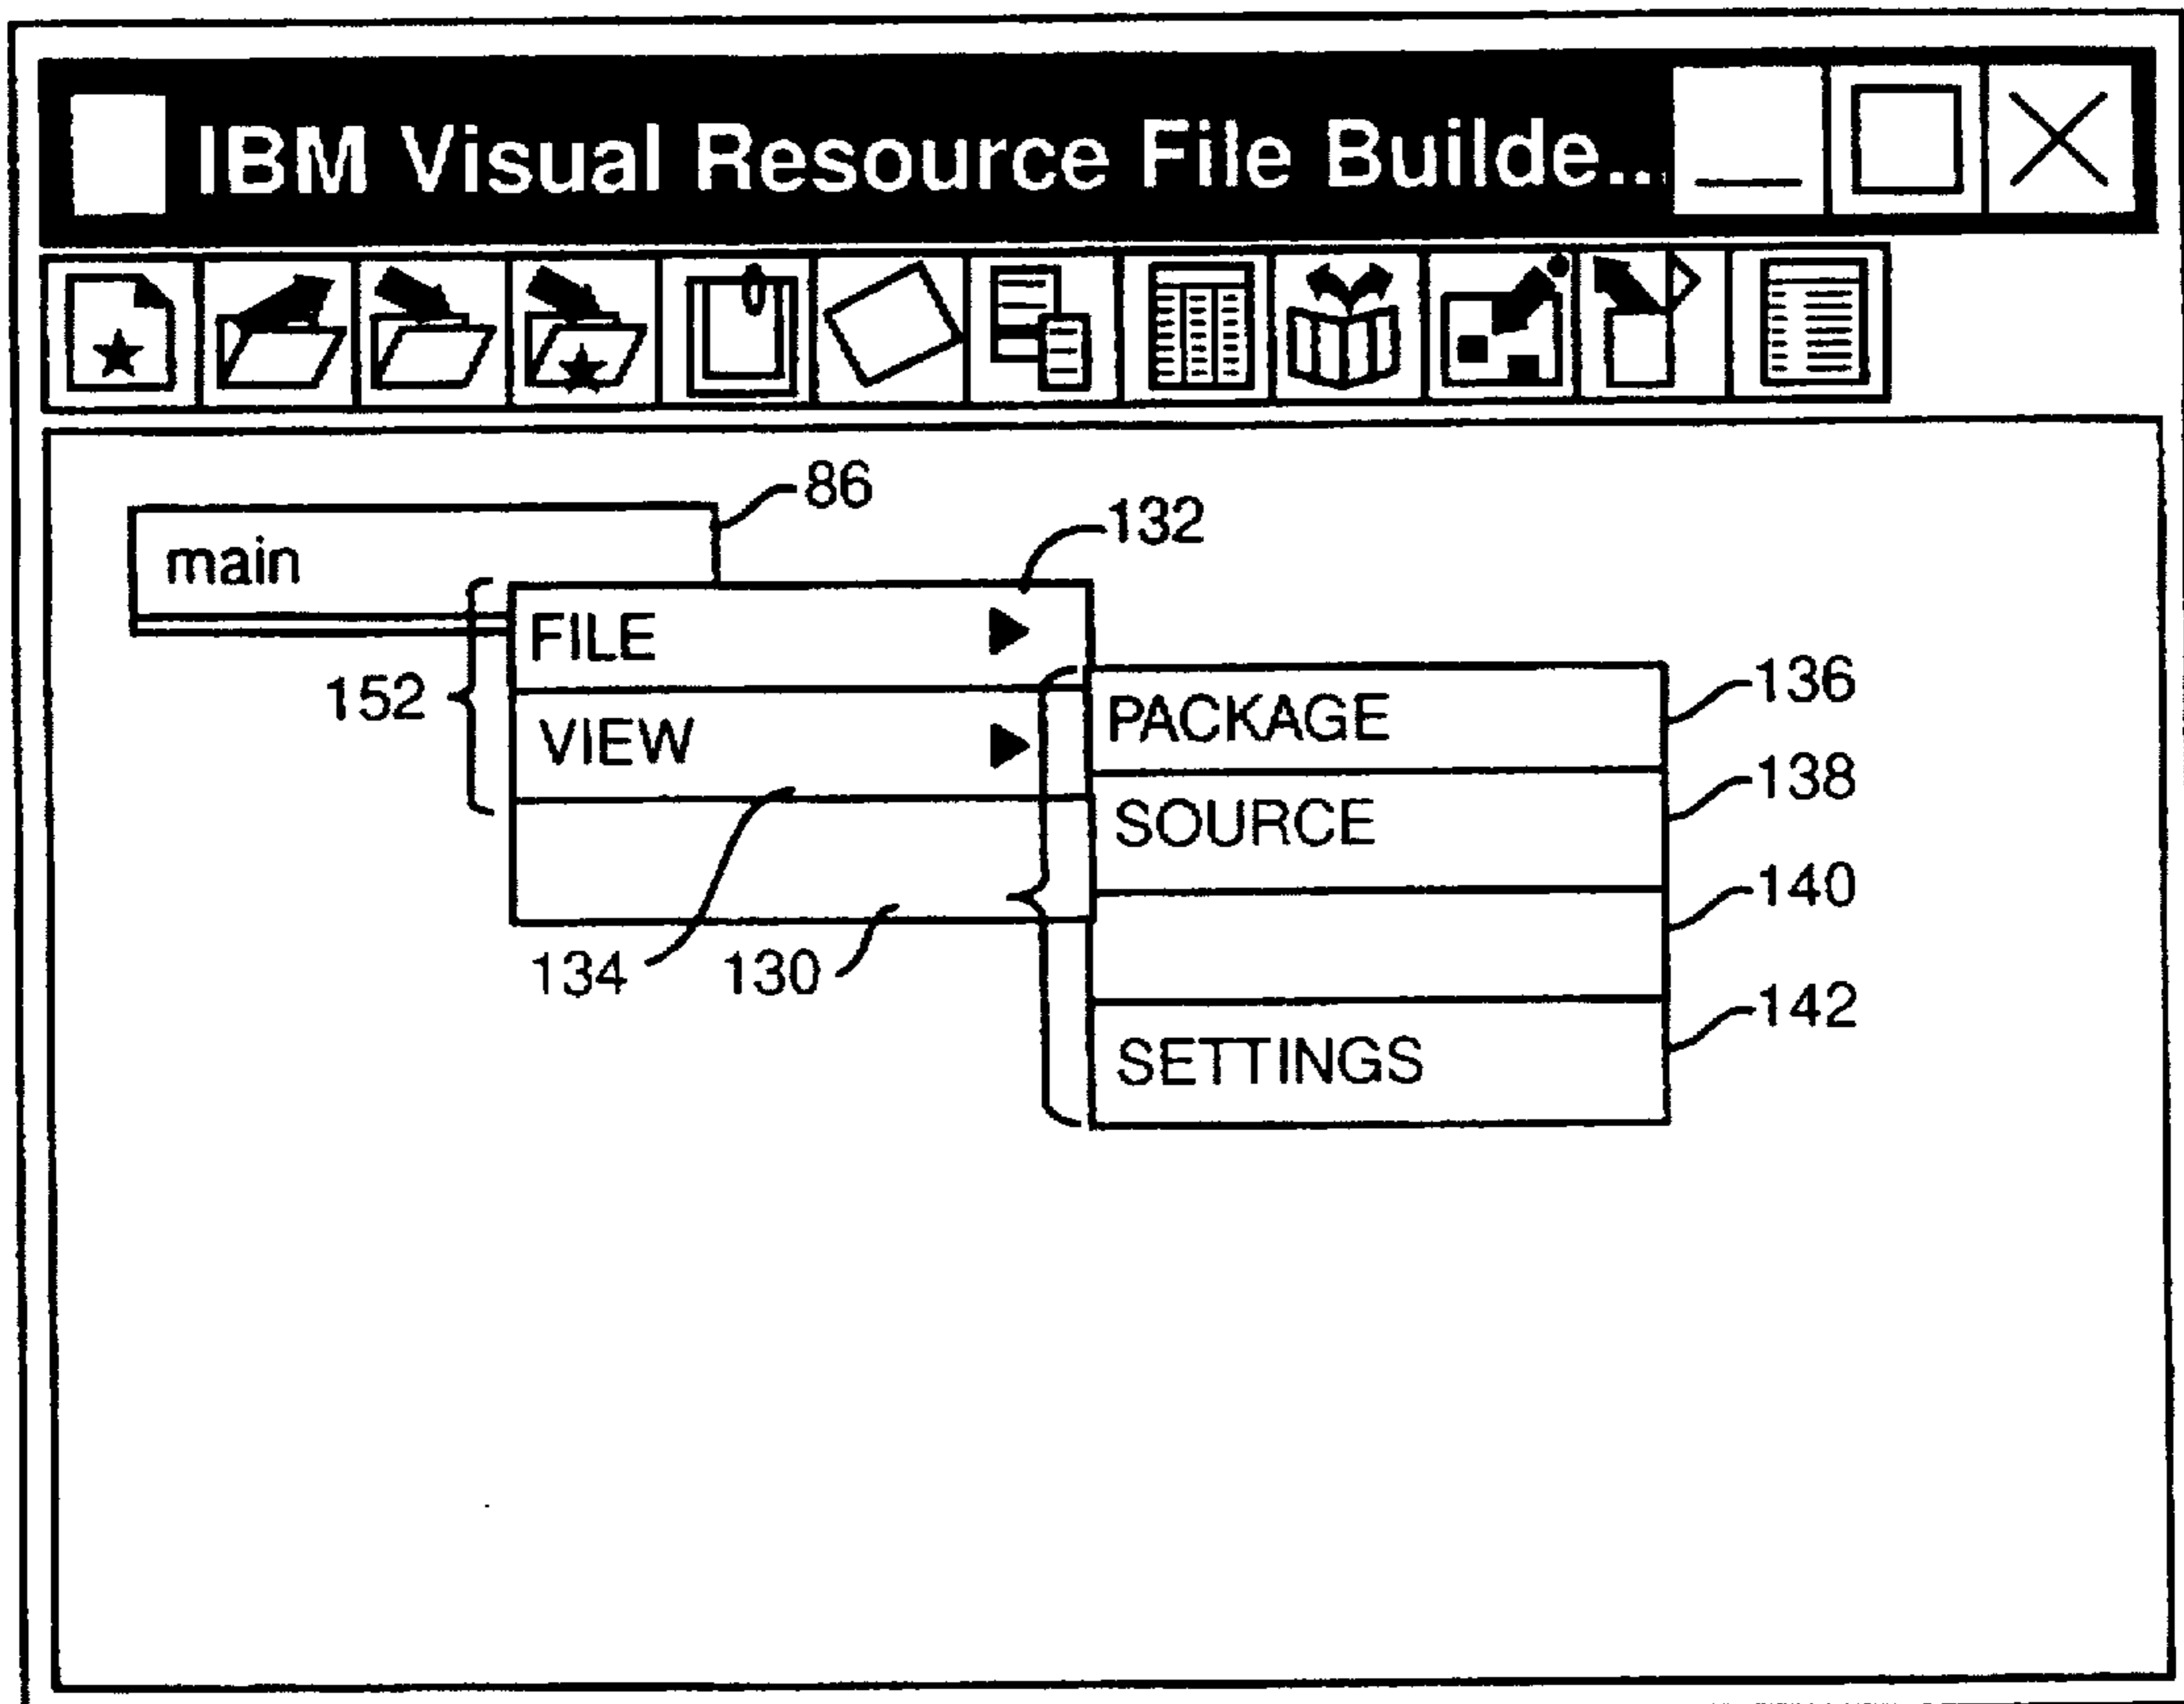 IBM Visual Resource File Builde...
86
132
main
FILE
152
136
PACKAGE
VIEW
138
SOURCE
140
134
130
142
SETTINGS